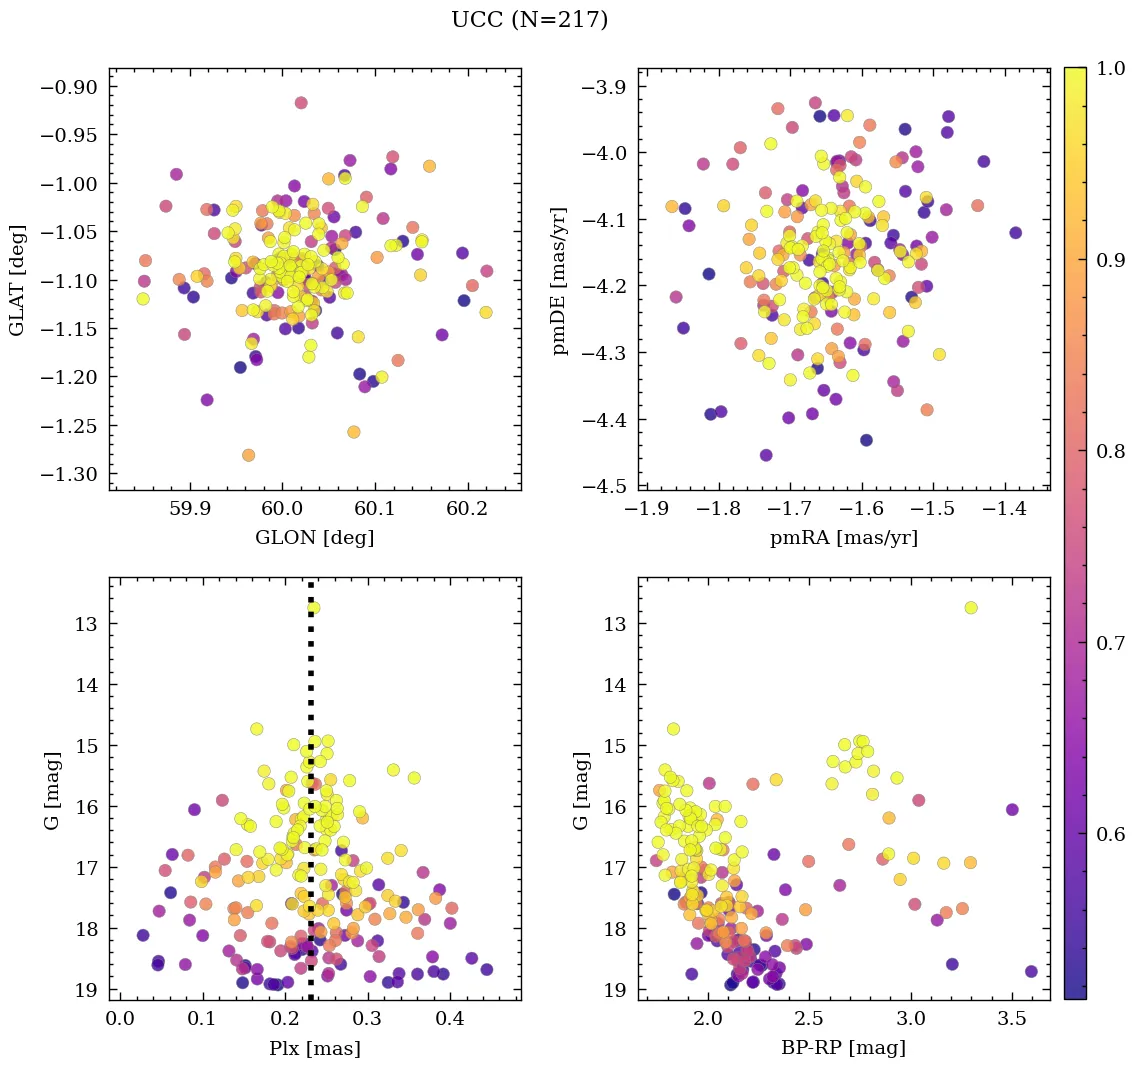 UCC (N=217)
−0.90
−0.95
−1.00
−1.05
−1.10
−1.15
−1.20
−1.25
−1.30
GLAT [deg]
59.9 60.0 60.1 60.2
GLON [deg]
−3.9
−4.0
−4.1
−4.2
−4.3
−4.4
−4.5
pmDE [mas/yr]
−1.9 −1.8 −1.7 −1.6 −1.5 −1.4
pmRA [mas/yr]
13
14
15
16
17
18
19
G [mag]
0.0 0.1 0.2 0.3 0.4
Plx [mas]
13
14
15
16
17
18
19
G [mag]
2.0 2.5 3.0 3.5
BP-RP [mag]
1.0
0.9
0.8
0.7
0.6